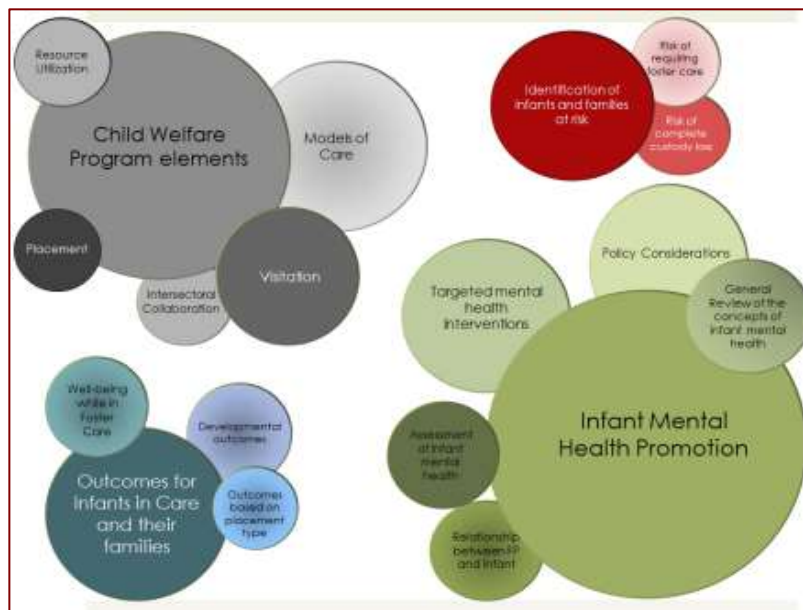 Resource
Utilization
Child Welfare
Program elements
Models of
Care
Placement
Intersectoral
Collaboration
Visitation
Identification of
infants and families
at risk
Risk of
requiring
foster care
Risk of
complete
custody loss
Policy Considerations
General
Review of the
concepts of
infant mental
health
Targeted mental
health
interventions
Infant Mental
Health Promotion
Assessment
of infant
mental
health
Relationship
between FP
and Infant
Well-being
while in
Foster
Care
Developmental
outcomes
Outcomes for
Infants in Care
and their
families
Outcomes
based on
placement
type